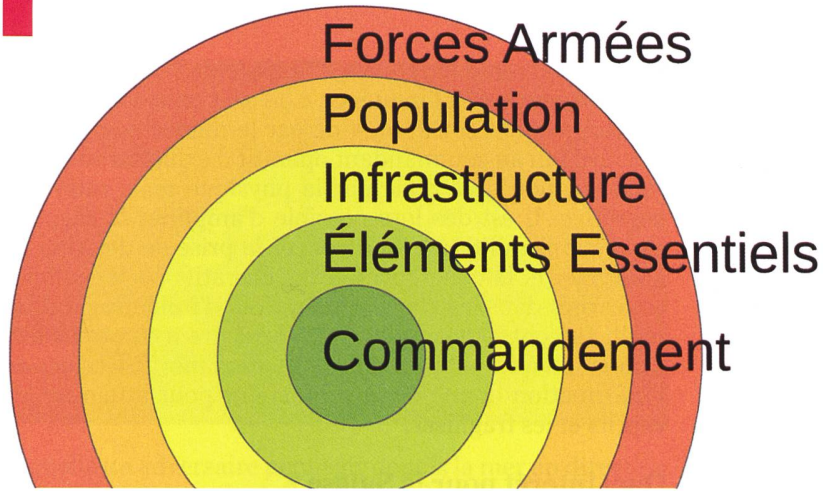 Forces Armées
Population
Infrastructure
Éléments Essentiels
Commandement